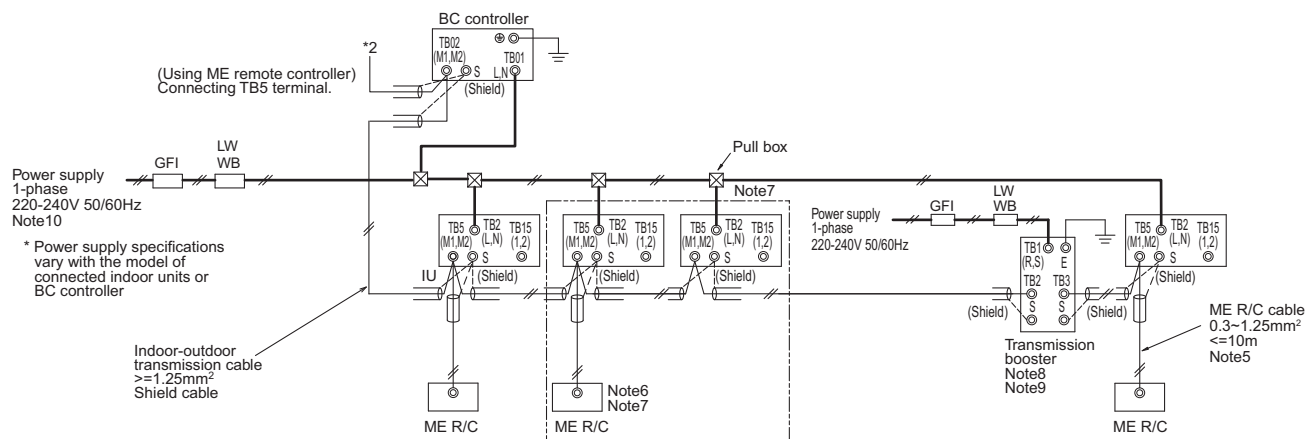 BC controller
*2
TB02
(M1,M2)
TB01
S
L,N
(Shield)
(Using ME remote controller)
Connecting TB5 terminal.
Pull box
GFI
LW
WB
Power supply
1-phase
220-240V 50/60Hz
Note10
* Power supply specifications
vary with the model of
connected indoor units or
BC controller
Note7
TB5
(M1,M2)
TB2
(L,N)
TB15
(1,2)
S
(Shield)
IU
TB5
(M1,M2)
TB2
(L,N)
TB15
(1,2)
S
(Shield)
TB5
(M1,M2)
TB2
(L,N)
TB15
(1,2)
S
(Shield)
Power supply
1-phase
220-240V 50/60Hz
GFI
LW
WB
TB1
(R,S)
E
TB2
TB3
S
S
(Shield)
(Shield)
Transmission
booster
Note8
Note9
TB5
(M1,M2)
TB2
(L,N)
TB15
(1,2)
S
(Shield)
ME R/C cable
0.3~1.25mm²
<=10m
Note5
Indoor-outdoor
transmission cable
>=1.25mm²
Shield cable
ME R/C
Note6
Note7
ME R/C
ME R/C